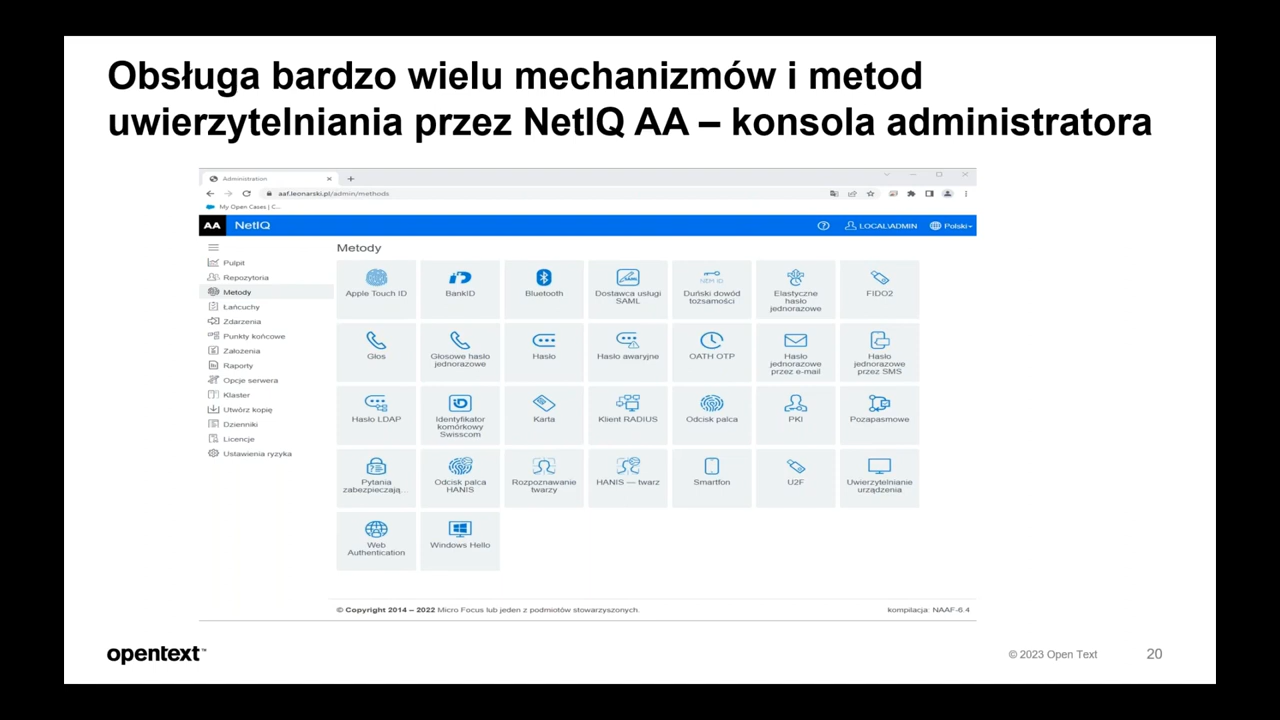 Obsługa bardzo wielu mechanizmów i metod
uwierzytelniania przez NetIQ AA – konsola administratora
Administration
aaf.leonarski.pl/admin/methods
My Open Cases | C...
AA NetIQ
LOCAL\ADMIN
Polski
Pulpit
Repozytoria
Metody
Łańcuchy
Zdarzenia
Punkty końcowe
Założenia
Raporty
Opcje serwera
Klaster
Utwórz kopię
Dzienniki
Licencje
Ustawienia ryzyka
Metody
Apple Touch ID
BankID
Bluetooth
Dostawca usługi
SAML
NEM ID
Duński dowód
tożsamości
Elastyczne
hasło
jednorazowe
FIDO2
Głos
Głosowe hasło
jednorazowe
Hasło
Hasło awaryjne
OATH OTP
Hasło
jednorazowe
przez e-mail
Hasło
jednorazowe
przez SMS
Hasło LDAP
Identyfikator
komórkowy
Swisscom
Karta
Klient RADIUS
Odcisk palca
PKI
Pozapasmowe
Pytania
zabezpieczają...
Odcisk palca
HANIS
Rozpoznawanie
twarzy
HANIS — twarz
Smartfon
U2F
Uwierzytelnianie
urządzenia
Web
Authentication
Windows Hello
© Copyright 2014 – 2022 Micro Focus lub jeden z podmiotów stowarzyszonych.
kompilacja: NAAF-6.4
opentext™
© 2023 Open Text
20